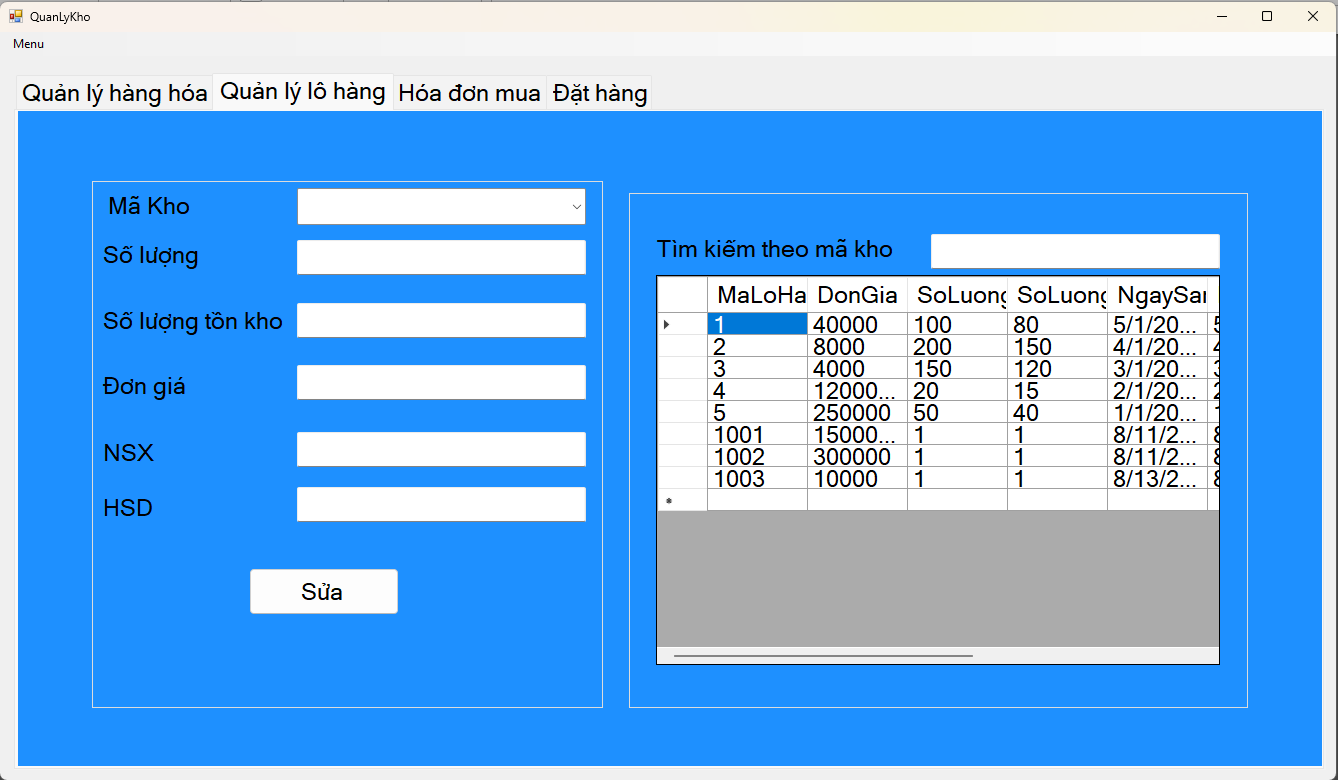 QuanLyKho
Menu
Quản lý hàng hóa Quản lý lô hàng Hóa đơn mua Đặt hàng
Mã Kho
Số lượng
Số lượng tồn kho
Đơn giá
NSX
HSD
Sửa
Tìm kiếm theo mã kho
MaLoHa DonGia SoLuong SoLuong NgaySan
1 40000 100 80 5/1/20... 5
2 8000 200 150 4/1/20... 4
3 4000 150 120 3/1/20... 3
4 12000... 20 15 2/1/20... 2
5 250000 50 40 1/1/20... 1
1001 15000... 1 1 8/11/2... 8
1002 300000 1 1 8/11/2... 8
1003 10000 1 1 8/13/2... 8